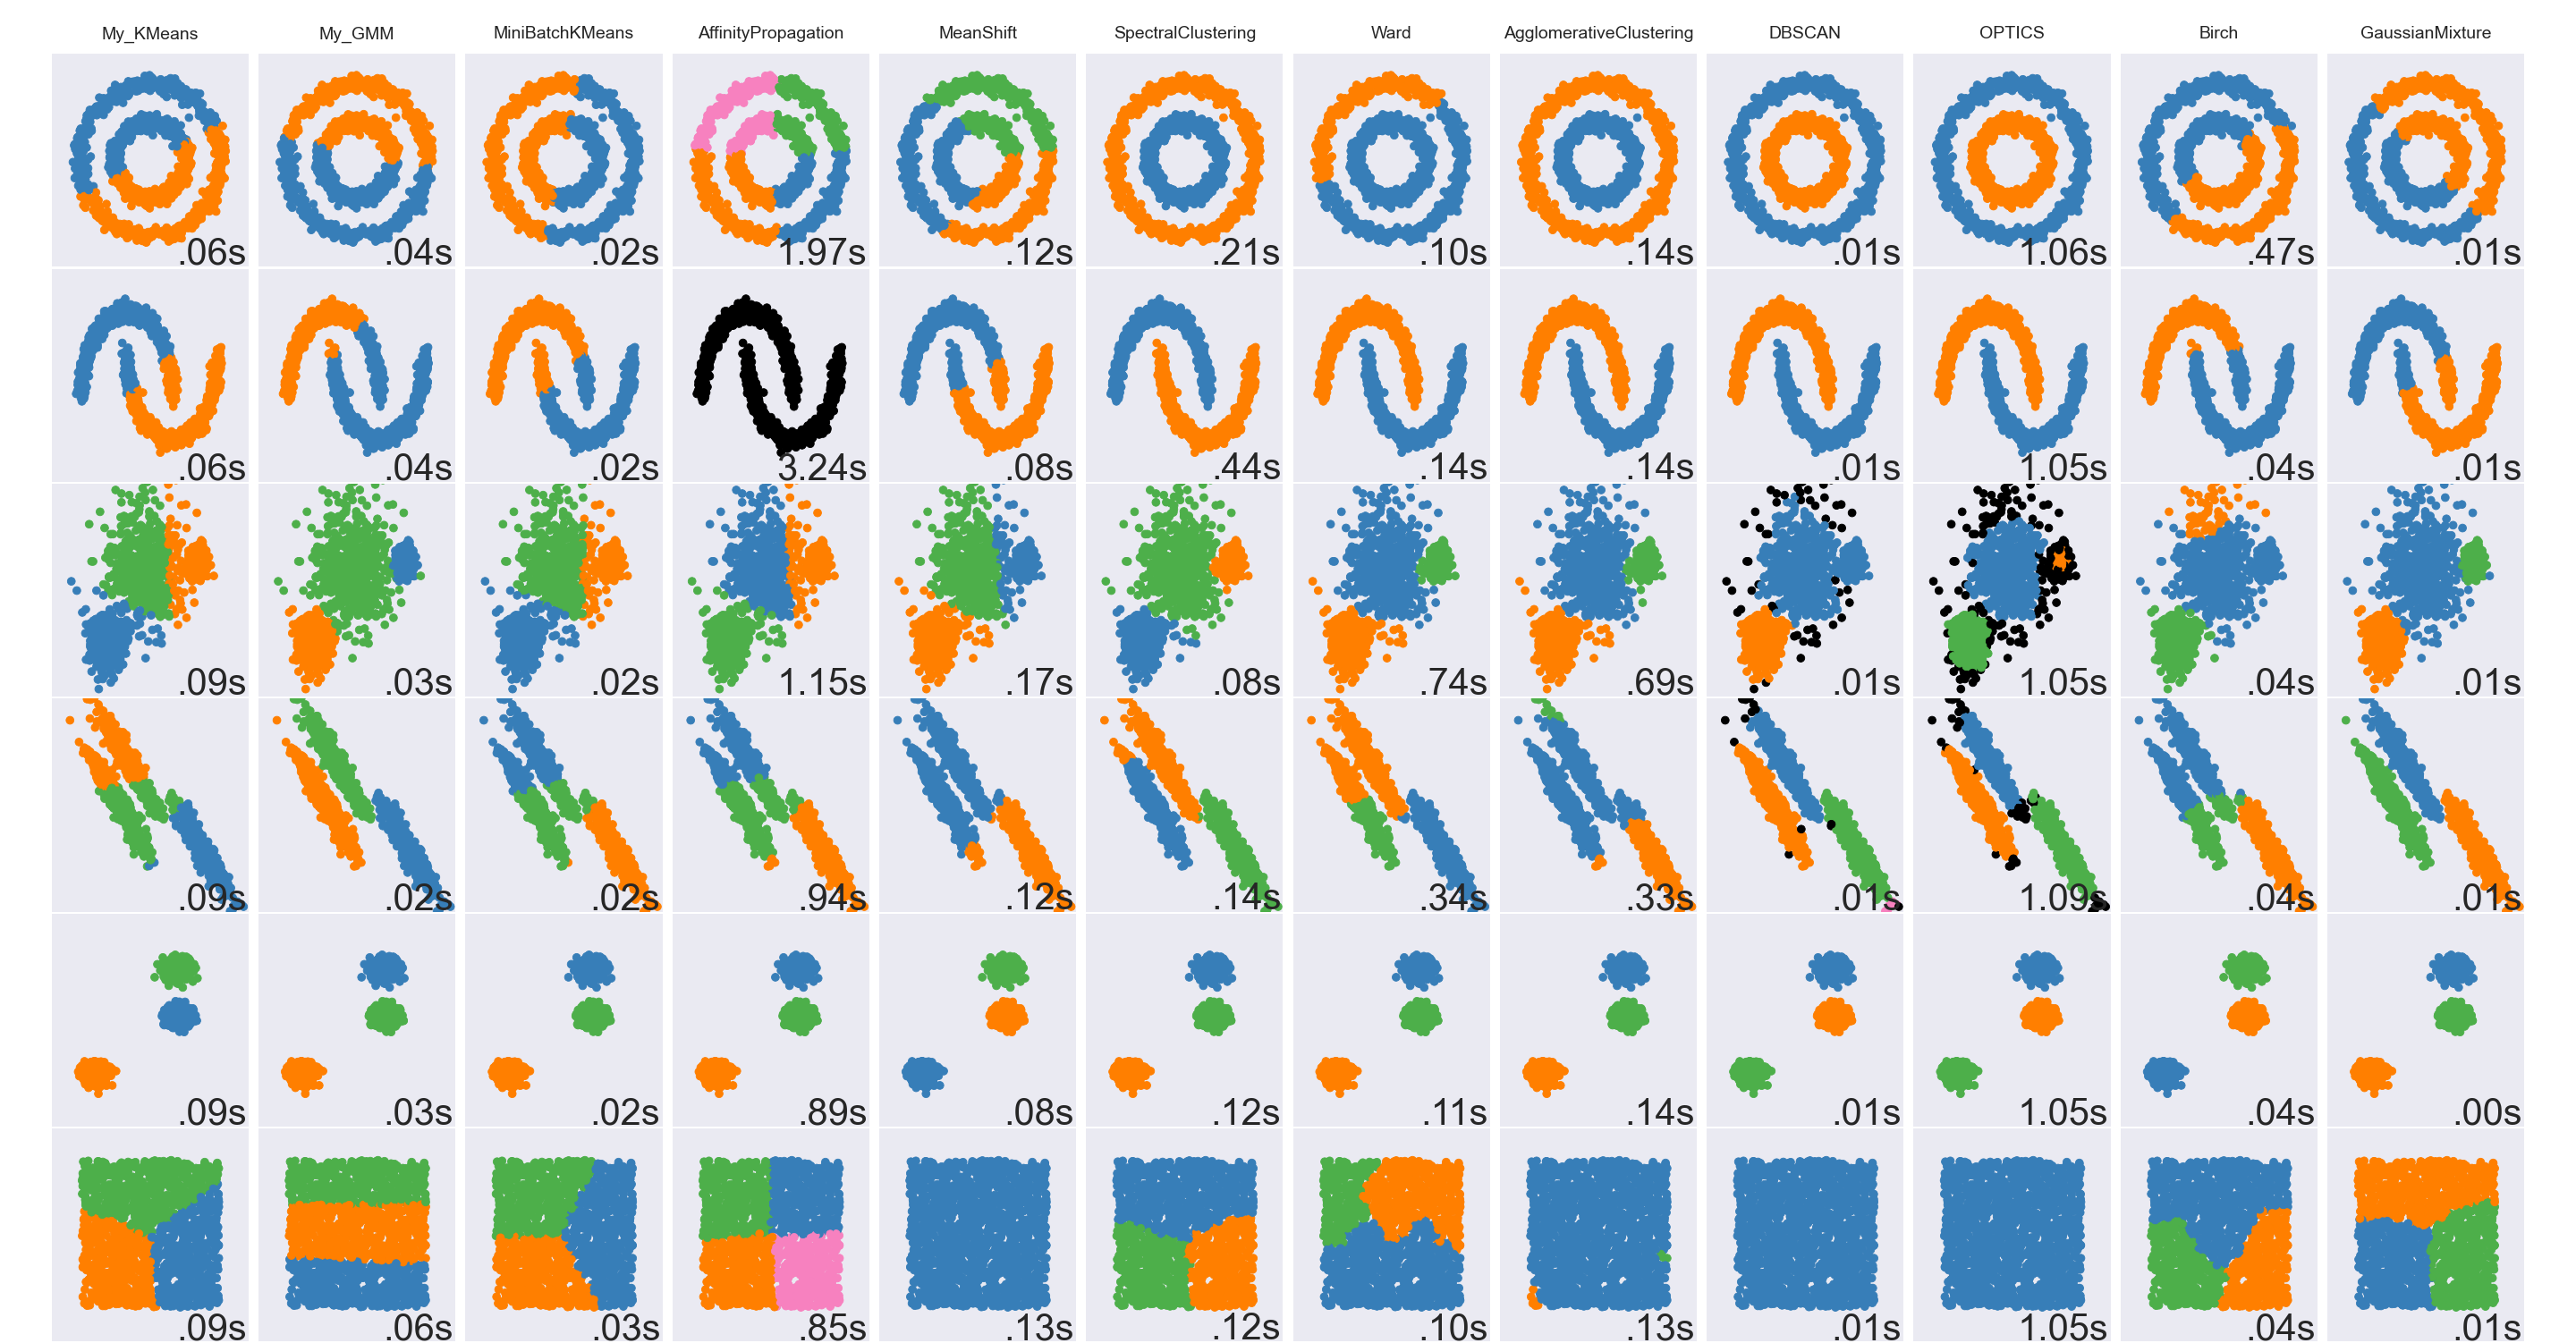 My_KMeans My_GMM MiniBatchKMeans AffinityPropagation MeanShift SpectralClustering Ward AgglomerativeClustering DBSCAN OPTICS Birch GaussianMixture
.06s .04s .02s 1.97s .12s .21s .10s .14s .01s 1.06s .47s .01s
.06s .04s .02s 3.24s .08s .44s .14s .14s .01s 1.05s .04s .01s
.09s .03s .02s 1.15s .17s .08s .74s .69s .01s 1.05s .04s .01s
.09s .02s .02s .94s .12s .14s .34s .33s .01s 1.09s .04s .01s
.09s .03s .02s .89s .08s .12s .11s .14s .01s 1.05s .04s .00s
.09s .06s .03s .85s .13s .12s .10s .13s .01s 1.05s .04s .01s